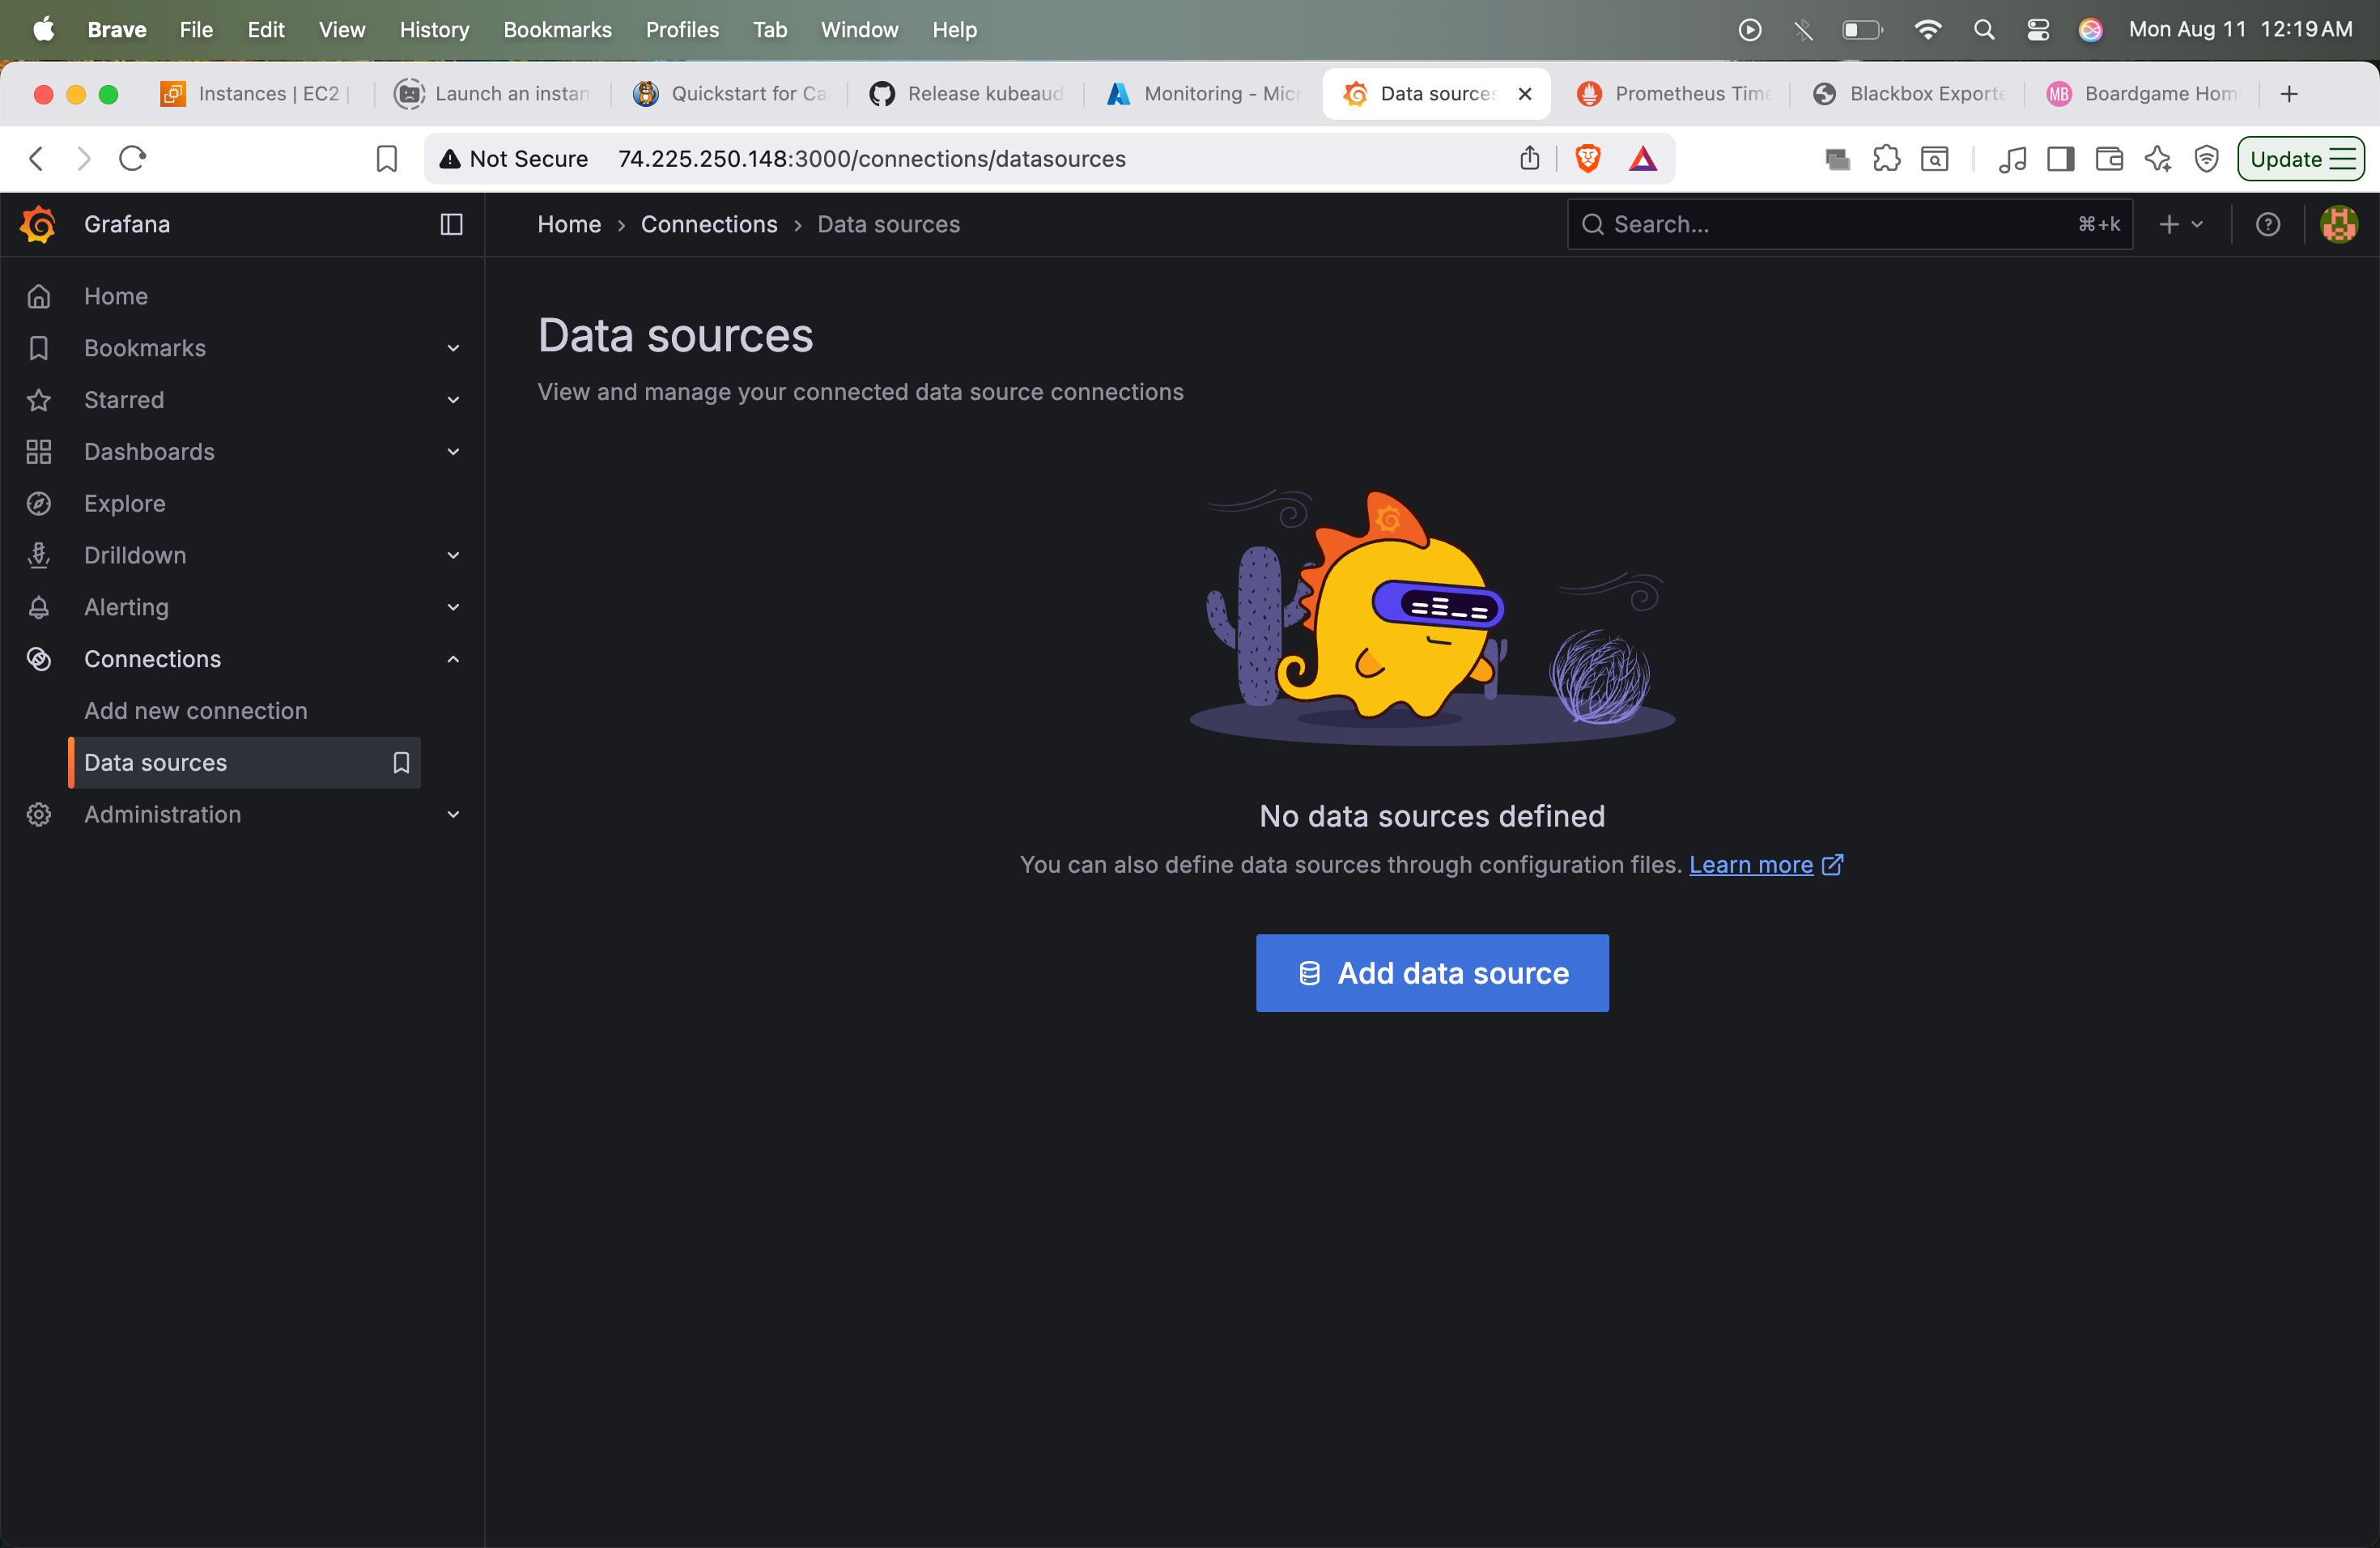 Brave File Edit View History Bookmarks Profiles Tab Window Help Mon Aug 11 12:19 AM
Instances | EC2 | Launch an instan Quickstart for Ca Release kubeaud Monitoring - Micr Data sources Prometheus Time Blackbox Exporte MB Boardgame Hom
Not Secure 74.225.250.148:3000/connections/datasources Update
Grafana
Home › Connections › Data sources
Search... ⌘+k
Home
Bookmarks
Starred
Dashboards
Explore
Drilldown
Alerting
Connections
Add new connection
Data sources
Administration
Data sources
View and manage your connected data source connections
No data sources defined
You can also define data sources through configuration files. Learn more
Add data source